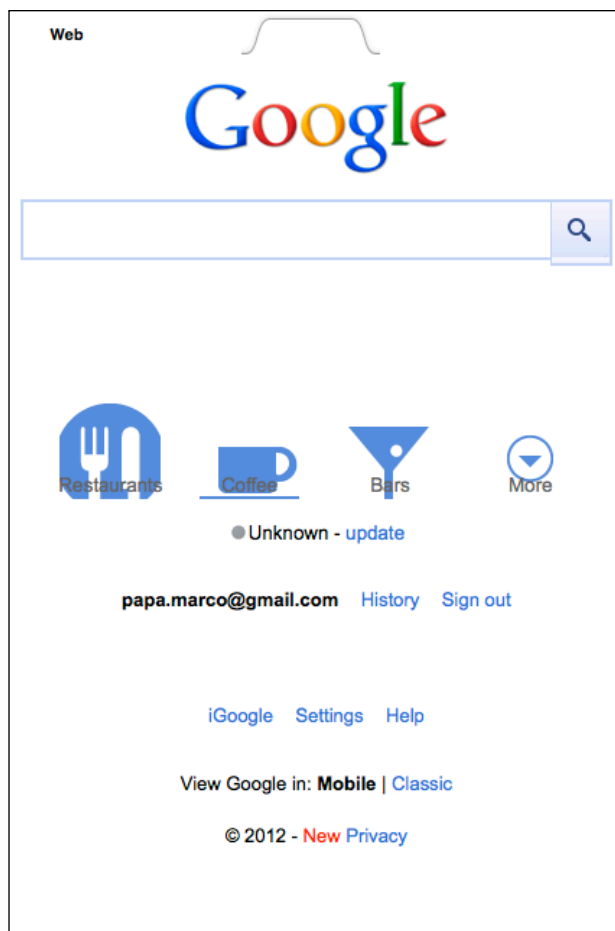 Web
Google
Restaurants Coffee Bars More
Unknown - update
papa.marco@gmail.com History Sign out
iGoogle Settings Help
View Google in: Mobile | Classic
© 2012 - New Privacy